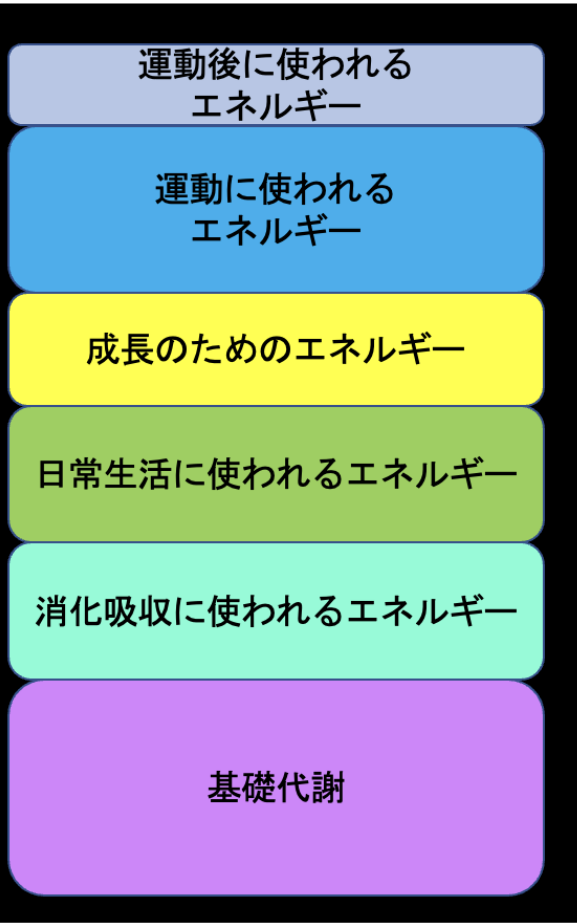 運動後に使われる
エネルギー
運動に使われる
エネルギー
成長のためのエネルギー
日常生活に使われるエネルギー
消化吸収に使われるエネルギー
基礎代謝